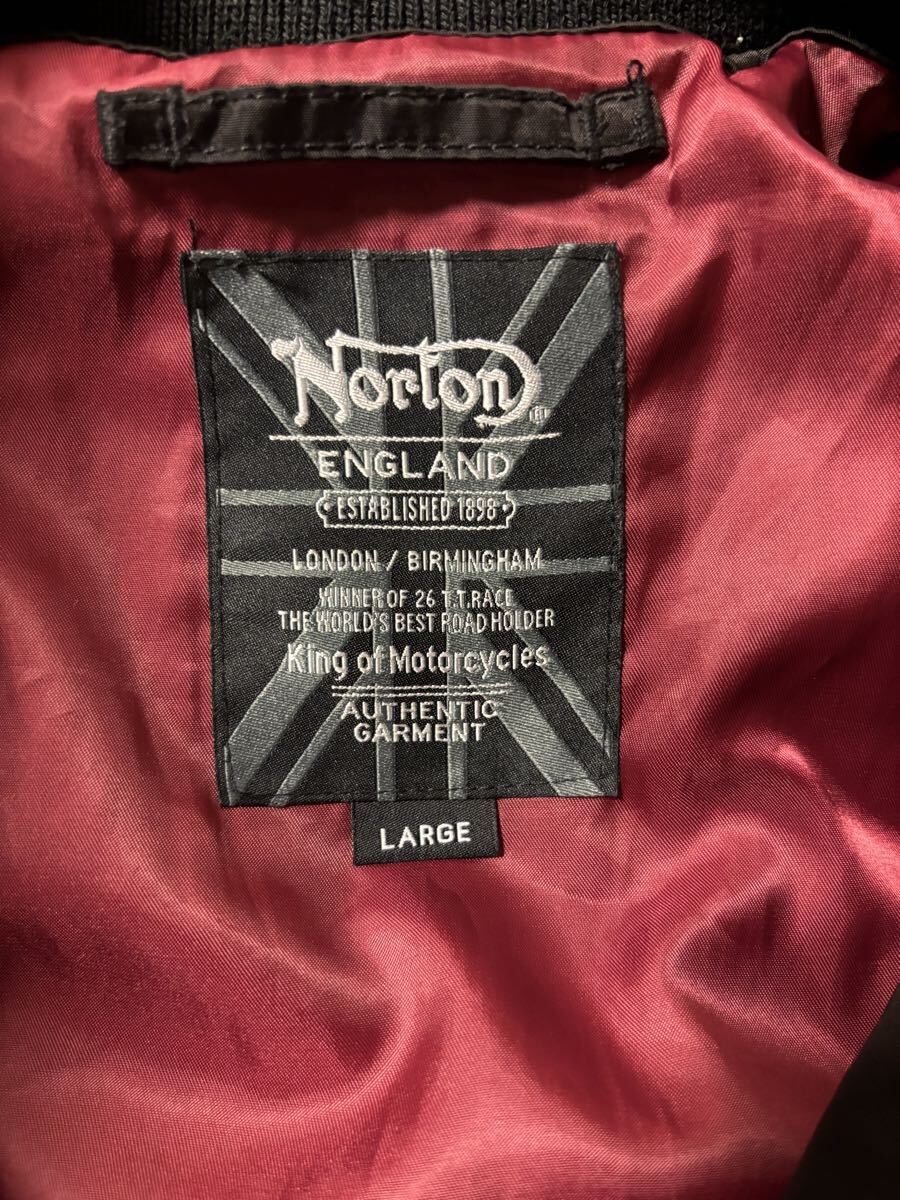 Norton
ENGLAND
ESTABLISHED 1898
LONDON / BIRMINGHAM
WINNER OF 26 T.T.RACE
THE WORLD'S BEST ROAD HOLDER
King of Motorcycles
AUTHENTIC
GARMENT
LARGE